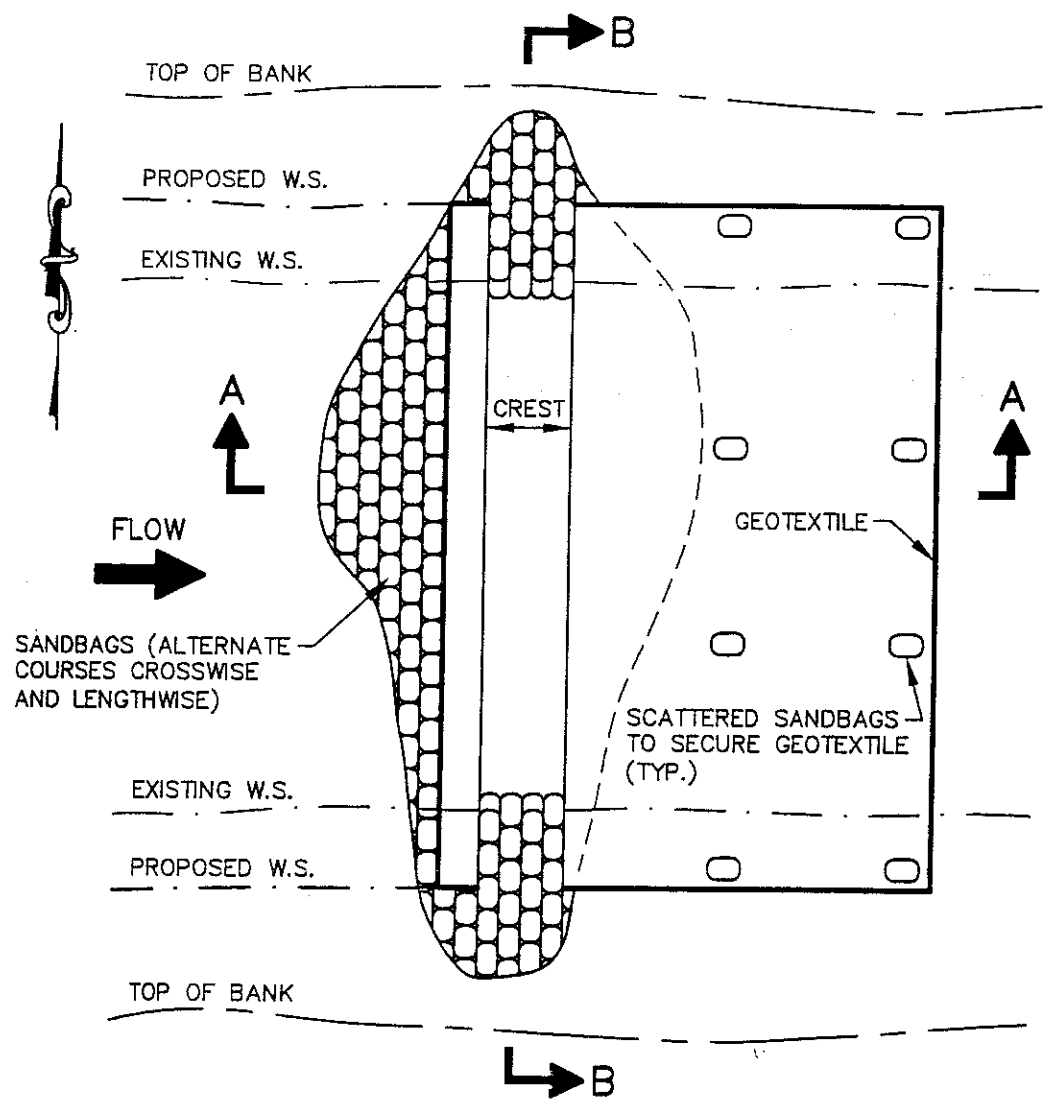 B
TOP OF BANK
PROPOSED W.S.
EXISTING W.S.
A
A
CREST
FLOW
GEOTEXTILE
SANDBAGS (ALTERNATE
COURSES CROSSWISE
AND LENGTHWISE)
SCATTERED SANDBAGS
TO SECURE GEOTEXTILE
(TYP.)
EXISTING W.S.
PROPOSED W.S.
TOP OF BANK
B